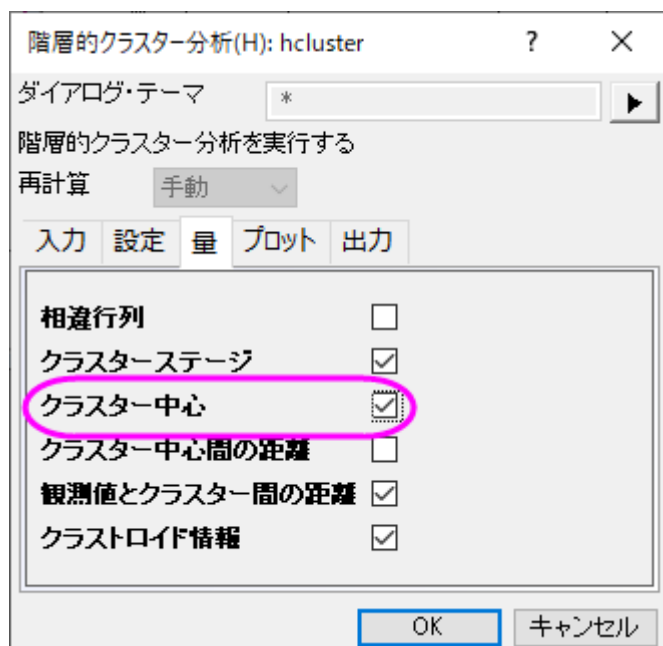 階層的クラスター分析(H): hcluster ? ×
ダイアログ・テーマ *
階層的クラスター分析を実行する
再計算 手動
入力 設定 量 プロット 出力
相違行列
クラスターステージ
クラスター中心
クラスター中心間の距離
観測値とクラスター間の距離
クラストロイド情報
OK キャンセル